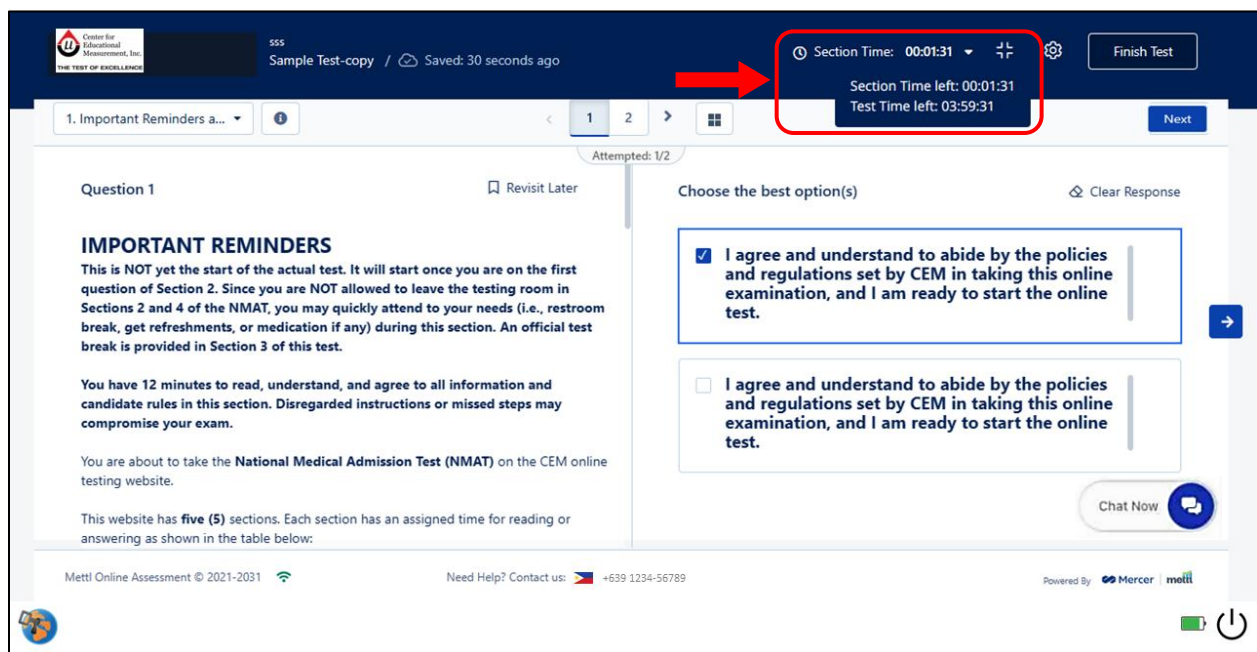 Center for
Educational
Measurement, Inc.
THE TEST OF EXCELLENCE
sss
Sample Test-copy / Saved: 30 seconds ago
Section Time: 00:01:31
Finish Test
Section Time left: 00:01:31
Test Time left: 03:59:31
1. Important Reminders a...
1 2
Next
Attempted: 1/2
Question 1
Revisit Later
IMPORTANT REMINDERS
This is NOT yet the start of the actual test. It will start once you are on the first
question of Section 2. Since you are NOT allowed to leave the testing room in
Sections 2 and 4 of the NMAT, you may quickly attend to your needs (i.e., restroom
break, get refreshments, or medication if any) during this section. An official test
break is provided in Section 3 of this test.
You have 12 minutes to read, understand, and agree to all information and
candidate rules in this section. Disregarded instructions or missed steps may
compromise your exam.
You are about to take the National Medical Admission Test (NMAT) on the CEM online
testing website.
This website has five (5) sections. Each section has an assigned time for reading or
answering as shown in the table below:
Choose the best option(s)
Clear Response
I agree and understand to abide by the policies
and regulations set by CEM in taking this online
examination, and I am ready to start the online
test.
I agree and understand to abide by the policies
and regulations set by CEM in taking this online
examination, and I am ready to start the online
test.
Chat Now
Mettl Online Assessment © 2021-2031
Need Help? Contact us: +639 1234-56789
Powered By Mercer | mettl